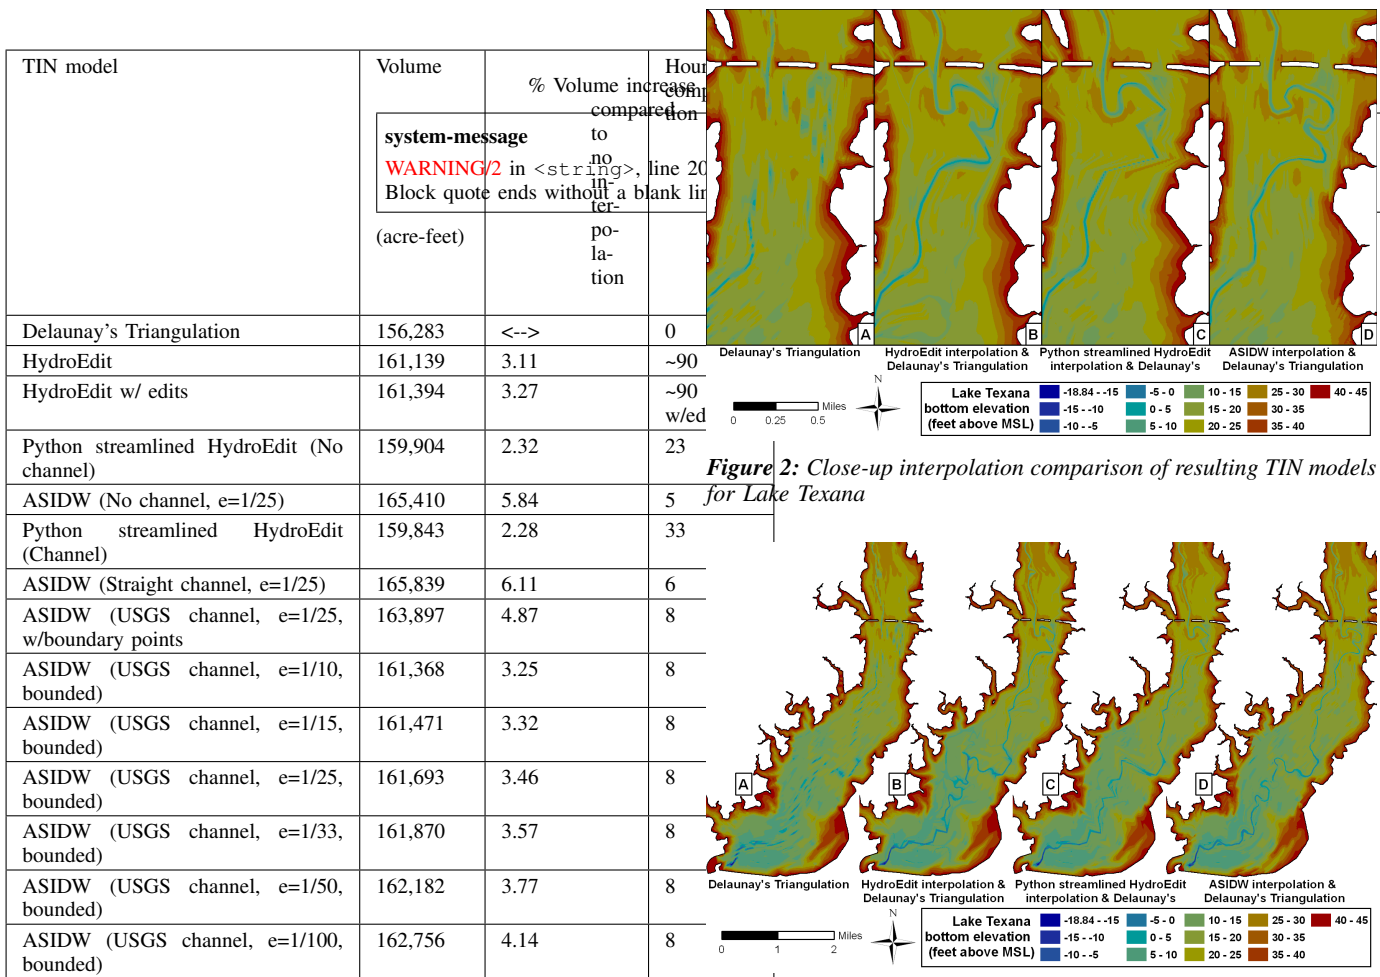 TIN model
Volume
% Volume increase
compared
to
no
in-
ter-
po-
la-
tion
system-message
WARNING/2 in <string>, line 20
Block quote ends without a blank lin
(acre-feet)
Hour
comp
tion
Delaunay's Triangulation 156,283 <--> 0
HydroEdit 161,139 3.11 ~90
HydroEdit w/ edits 161,394 3.27 ~90
w/ed
Python streamlined HydroEdit (No 159,904 2.32 23
channel)
ASIDW (No channel, e=1/25) 165,410 5.84 5
Python streamlined HydroEdit 159,843 2.28 33
(Channel)
ASIDW (Straight channel, e=1/25) 165,839 6.11 6
ASIDW (USGS channel, e=1/25, 163,897 4.87 8
w/boundary points
ASIDW (USGS channel, e=1/10, 161,368 3.25 8
bounded)
ASIDW (USGS channel, e=1/15, 161,471 3.32 8
bounded)
ASIDW (USGS channel, e=1/25, 161,693 3.46 8
bounded)
ASIDW (USGS channel, e=1/33, 161,870 3.57 8
bounded)
ASIDW (USGS channel, e=1/50, 162,182 3.77 8
bounded)
ASIDW (USGS channel, e=1/100, 162,756 4.14 8
bounded)
A B C D
Delaunay's Triangulation
HydroEdit interpolation &
Delaunay's Triangulation
Python streamlined HydroEdit
interpolation & Delaunay's
ASIDW interpolation &
Delaunay's Triangulation
N
Miles
0 0.25 0.5
Lake Texana
bottom elevation
(feet above MSL)
-18.84 - -15 -5 - 0 10 - 15 25 - 30 40 - 45
-15 - -10 0 - 5 15 - 20 30 - 35
-10 - -5 5 - 10 20 - 25 35 - 40
Figure 2: Close-up interpolation comparison of resulting TIN models
for Lake Texana
A B C D
Delaunay's Triangulation
HydroEdit interpolation &
Delaunay's Triangulation
Python streamlined HydroEdit
interpolation & Delaunay's
ASIDW interpolation &
Delaunay's Triangulation
N
Miles
0 1 2
Lake Texana
bottom elevation
(feet above MSL)
-18.84 - -15 -5 - 0 10 - 15 25 - 30 40 - 45
-15 - -10 0 - 5 15 - 20 30 - 35
-10 - -5 5 - 10 20 - 25 35 - 40